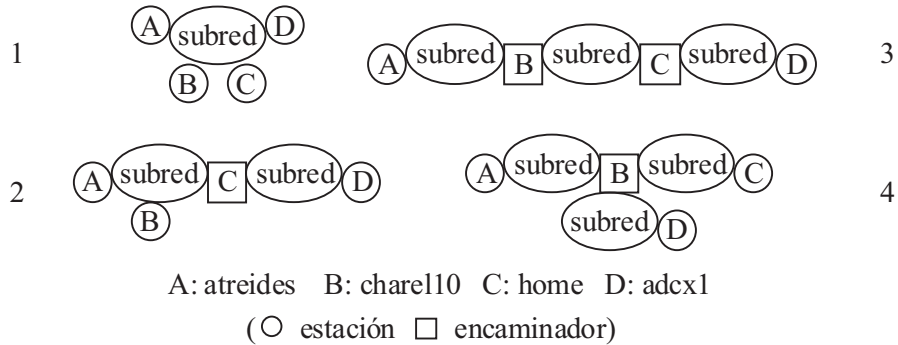 1
A subred D
B C
A subred B subred C subred D
3
2
A subred C subred D
B
A subred B subred C
subred D
4
A: atreides B: charel10 C: home D: adcx1
( estación encaminador)